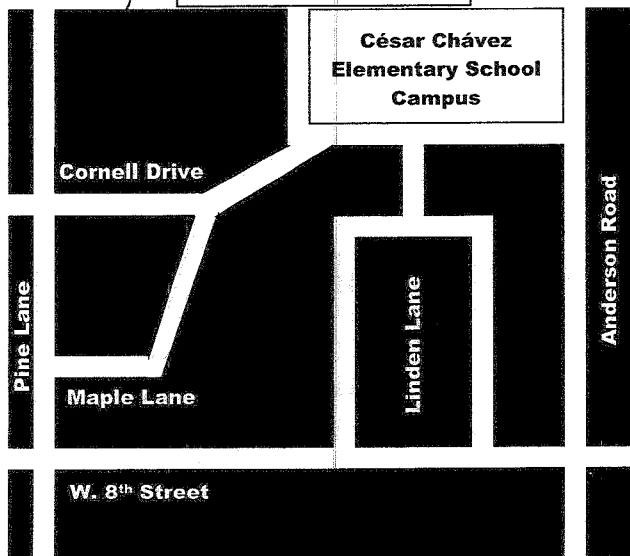 César Chávez
Elementary School
Campus
Cornell Drive
Anderson Road
Pine Lane
Linden Lane
Maple Lane
W. 8th Street